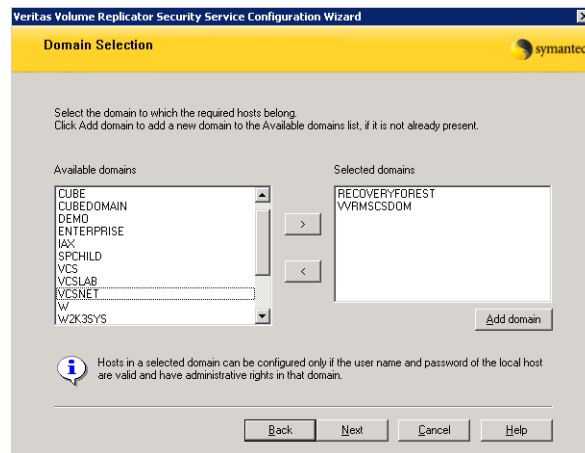 Veritas Volume Replicator Security Service Configuration Wizard
Domain Selection
symantec
Select the domain to which the required hosts belong.
Click Add domain to add a new domain to the Available domains list, if it is not already present.
Available domains
CUBE
CUBEDOMAIN
DEMO
ENTERPRISE
IAX
SPCHILD
VCS
VCSLAB
VCSNET
W
W2K3SYS
>
<
Selected domains
RECOVERYFOREST
VVRMSCSDOM
Add domain
Hosts in a selected domain can be configured only if the user name and password of the local host
are valid and have administrative rights in that domain.
Back
Next
Cancel
Help